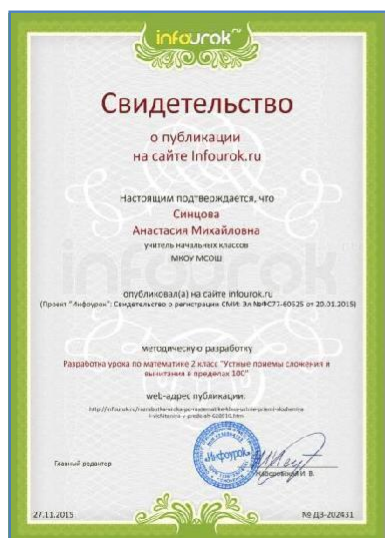 infourok
Свидетельство
о публикации
на сайте Infourok.ru
Настоящим подтверждается, что
Синцова
Анастасия Михайловна
учитель начальных классов
МКОУ МСОШ
опубликовал(а) на сайте infourok.ru
(Проект "Инфоурок": Свидетельство о регистрации СМИ: Эл №ФС77-60625 от 20.01.2015)
методическую разработку
Разработка урока по математике 2 класс "Устные приемы сложения и
вычитания в пределах 100"
web-адрес публикации:
Главный редактор
«Инфоурок»
И. В.
27.11.2015
№ ДЗ-202431